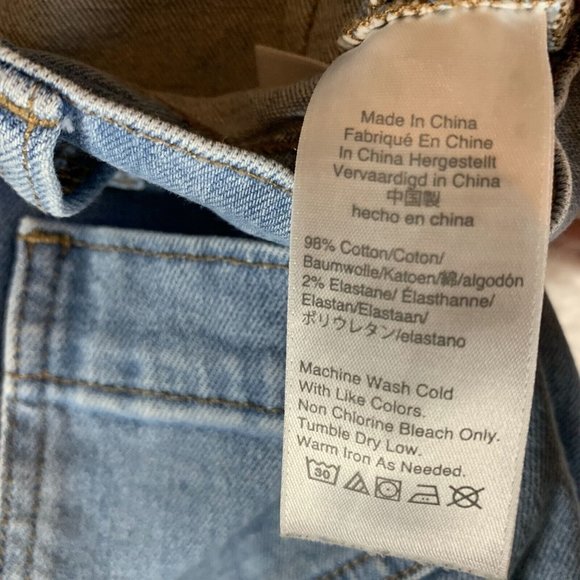 Made In China
Fabriqué En Chine
In China Hergestellt
Vervaardigd in China
中国製
hecho en china
98% Cotton/Coton/
Baumwolle/Katoen/綿/algodón
2% Elastane/ Élasthanne/
Elastan/Elastaan/
ポリウレタン/elastano
Machine Wash Cold
With Like Colors.
Non Chlorine Bleach Only.
Tumble Dry Low.
Warm Iron As Needed.
30